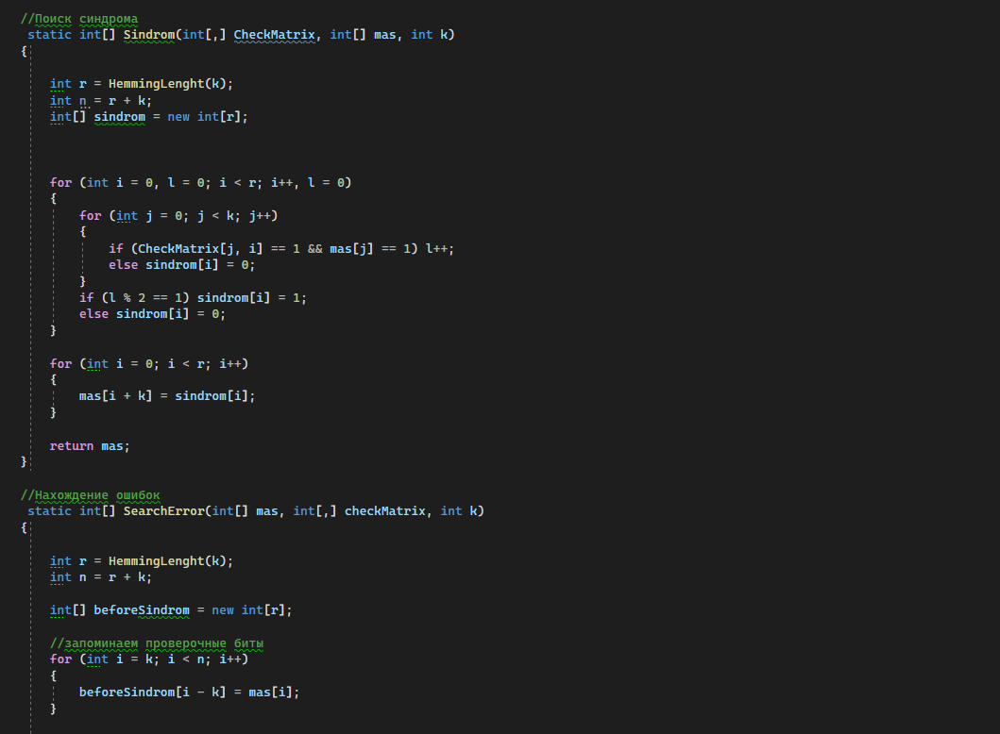 //Поиск синдрома
static int[] Sindrom(int[,] CheckMatrix, int[] mas, int k)
{
int r = HemmingLenght(k);
int n = r + k;
int[] sindrom = new int[r];
for (int i = 0, l = 0; i < r; i++, l = 0)
{
for (int j = 0; j < k; j++)
{
if (CheckMatrix[j, i] == 1 && mas[j] == 1) l++;
else sindrom[i] = 0;
}
if (l % 2 == 1) sindrom[i] = 1;
else sindrom[i] = 0;
}
for (int i = 0; i < r; i++)
{
mas[i + k] = sindrom[i];
}
return mas;
}
//Нахождение ошибок
static int[] SearchError(int[] mas, int[,] checkMatrix, int k)
{
int r = HemmingLenght(k);
int n = r + k;
int[] beforeSindrom = new int[r];
//запоминаем проверочные биты
for (int i = k; i < n; i++)
{
beforeSindrom[i - k] = mas[i];
}